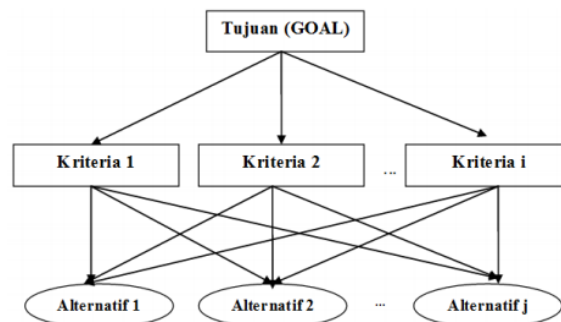 Tujuan (GOAL)
Kriteria 1
Kriteria 2
...
Kriteria i
Alternatif 1
Alternatif 2
...
Alternatif j